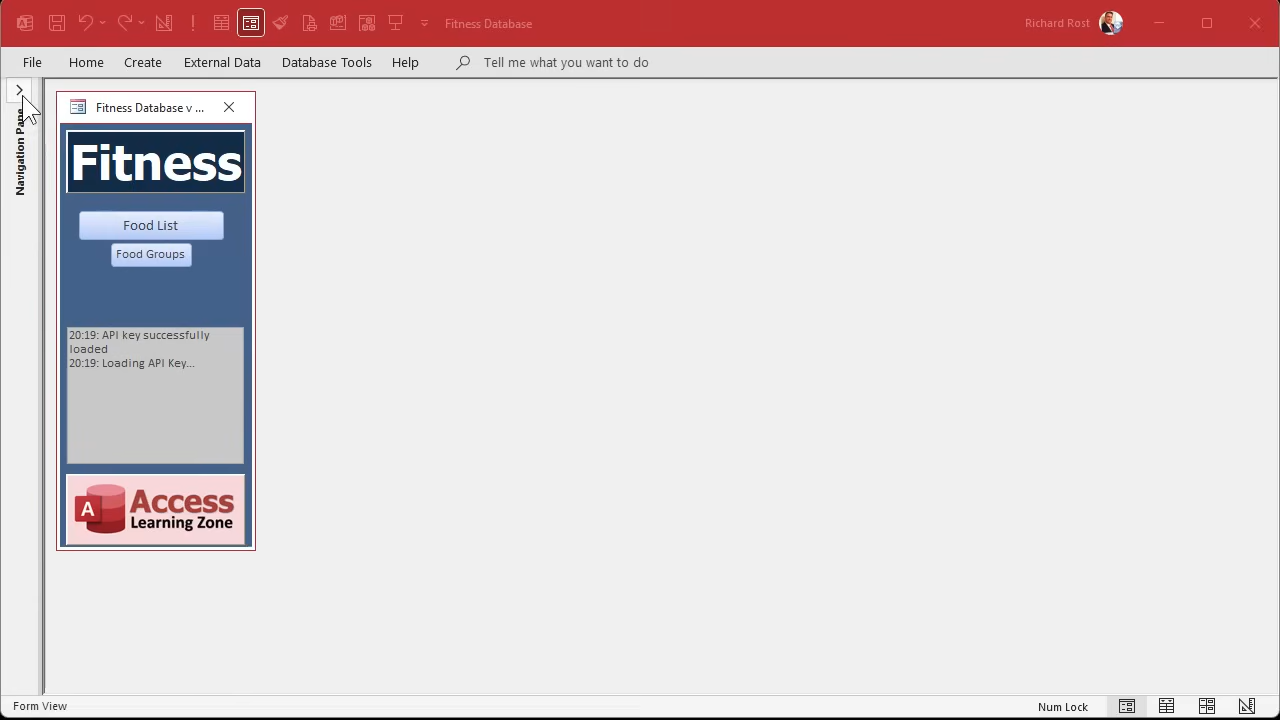 Fitness Database
Richard Rost
File
Home
Create
External Data
Database Tools
Help
Tell me what you want to do
Navigation Pane
Fitness Database v ...
Fitness
Food List
Food Groups
20:19: API key successfully
loaded
20:19: Loading API Key...
A
Access
Learning Zone
Form View
Num Lock